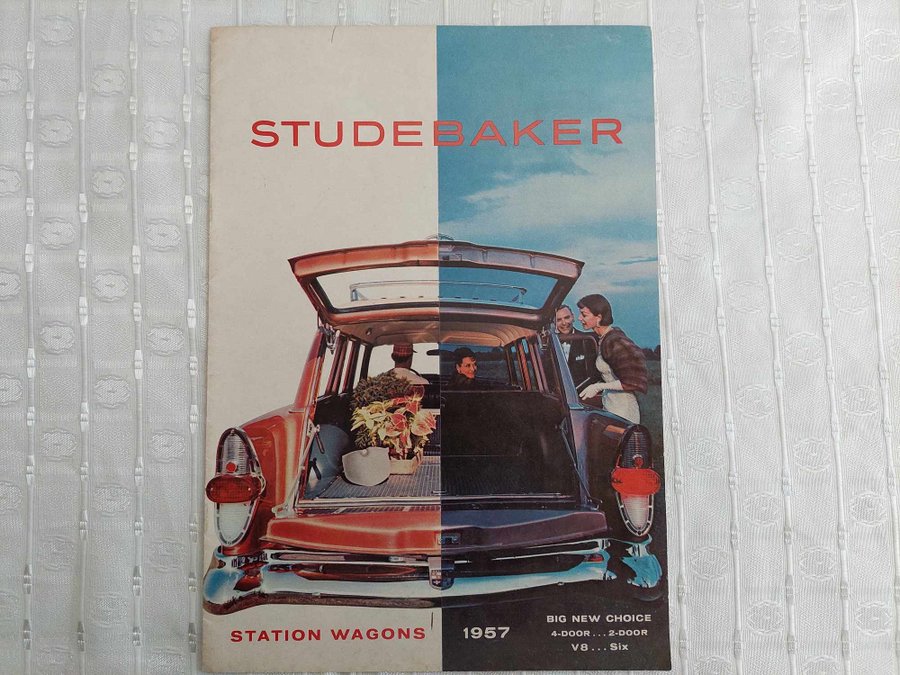 STUDEBAKER
STATION WAGONS
1957
BIG NEW CHOICE
4-DOOR...2-DOOR
V8...Six